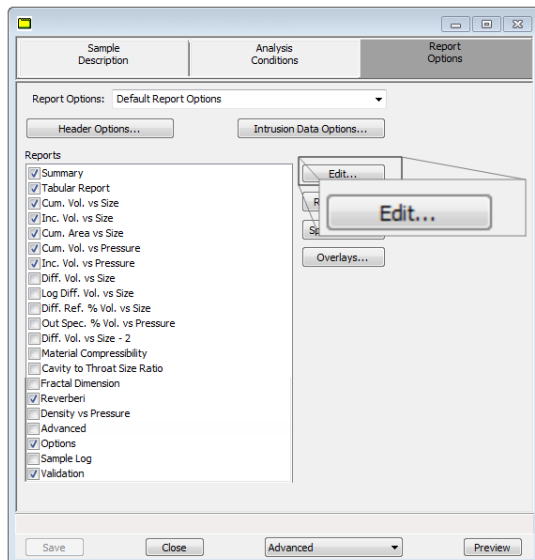 Sample
Description
Analysis
Conditions
Report
Options
Report Options: Default Report Options
Header Options...
Intrusion Data Options...
Reports
Summary
Tabular Report
Cum. Vol. vs Size
Inc. Vol. vs Size
Cum. Area vs Size
Cum. Vol. vs Pressure
Inc. Vol. vs Pressure
Diff. Vol. vs Size
Log Diff. Vol. vs Size
Diff. Ref. % Vol. vs Size
Out Spec. % Vol. vs Pressure
Diff. Vol. vs Size - 2
Material Compressibility
Cavity to Throat Size Ratio
Fractal Dimension
Reverberi
Density vs Pressure
Advanced
Options
Sample Log
Validation
Edit...
Edit...
Overlays...
Save
Close
Advanced
Preview